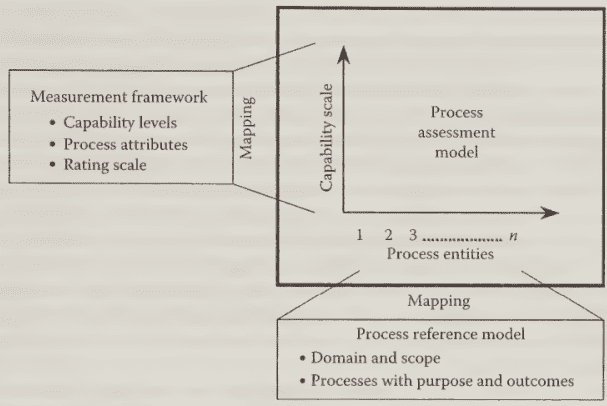 Measurement framework
• Capability levels
• Process attributes
• Rating scale
Mapping
Capability scale
Process
assessment
model
1 2 3 ..................... n
Process entities
Mapping
Process reference model
• Domain and scope
• Processes with purpose and outcomes